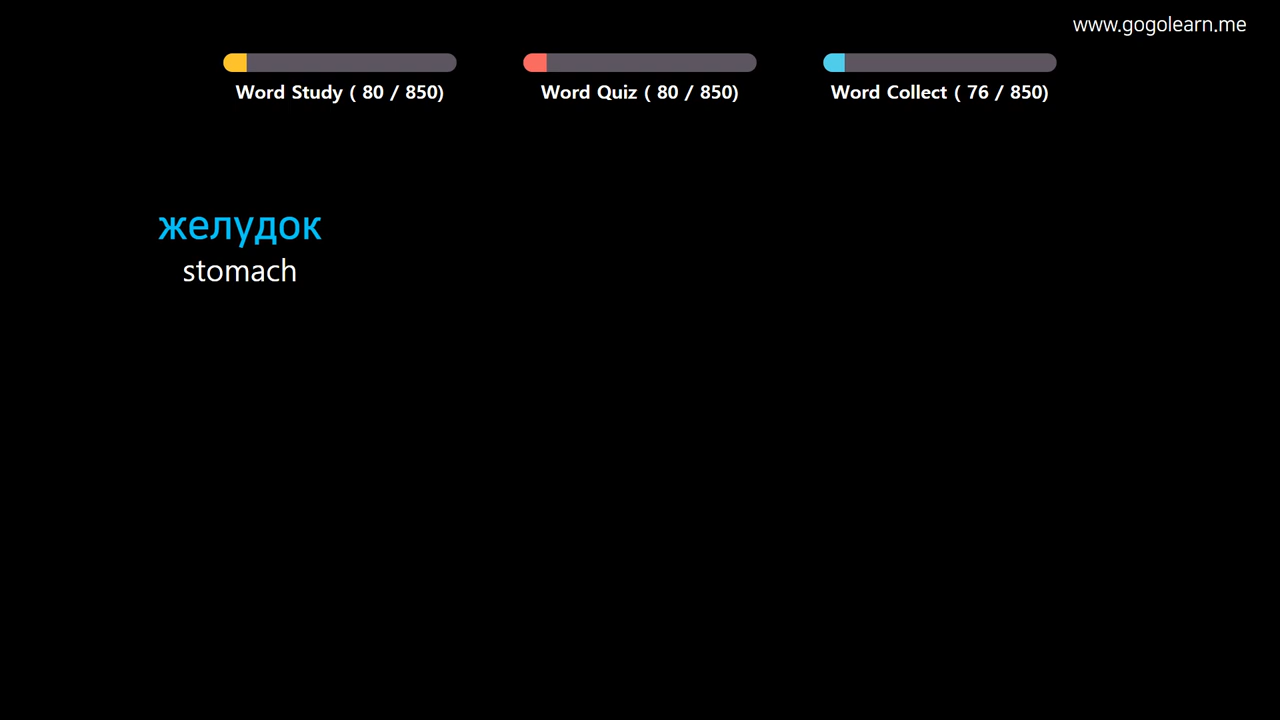 www.gogolearn.me
Word Study ( 80 / 850)
Word Quiz ( 80 / 850)
Word Collect ( 76 / 850)
желудок
stomach